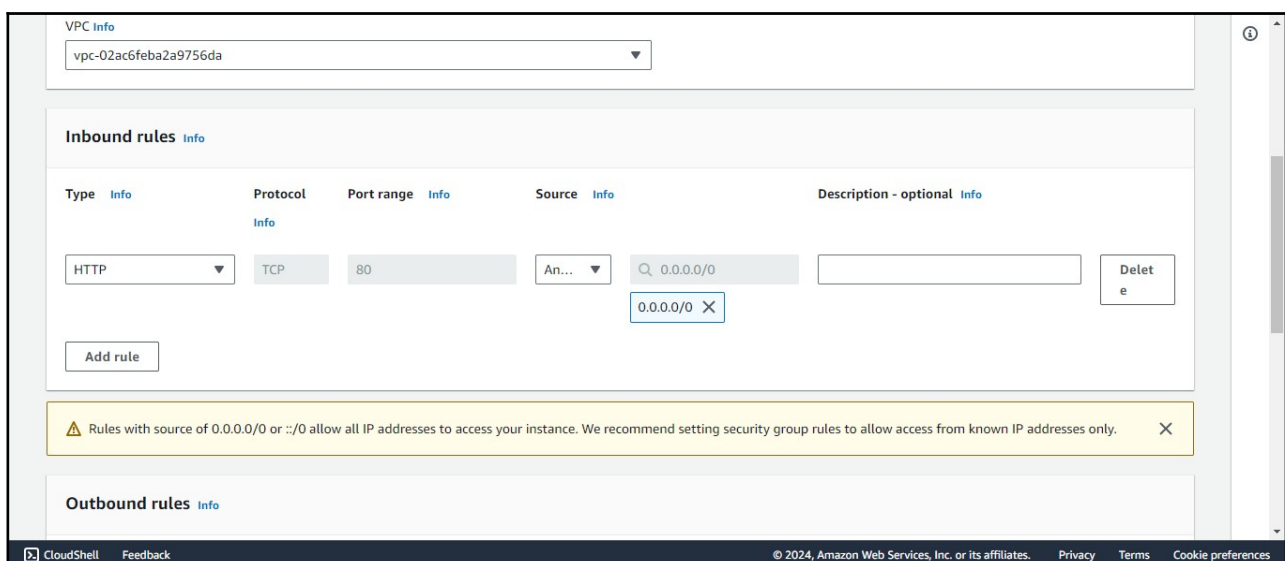 VPC Info
vpc-02ac6feba2a9756da
Inbound rules Info
Type Info Protocol Info Port range Info Source Info Description - optional Info
HTTP TCP 80 An... 0.0.0.0/0 Delet
e
0.0.0.0/0
Add rule
Rules with source of 0.0.0.0/0 or ::/0 allow all IP addresses to access your instance. We recommend setting security group rules to allow access from known IP addresses only.
Outbound rules Info
CloudShell Feedback © 2024, Amazon Web Services, Inc. or its affiliates. Privacy Terms Cookie preferences